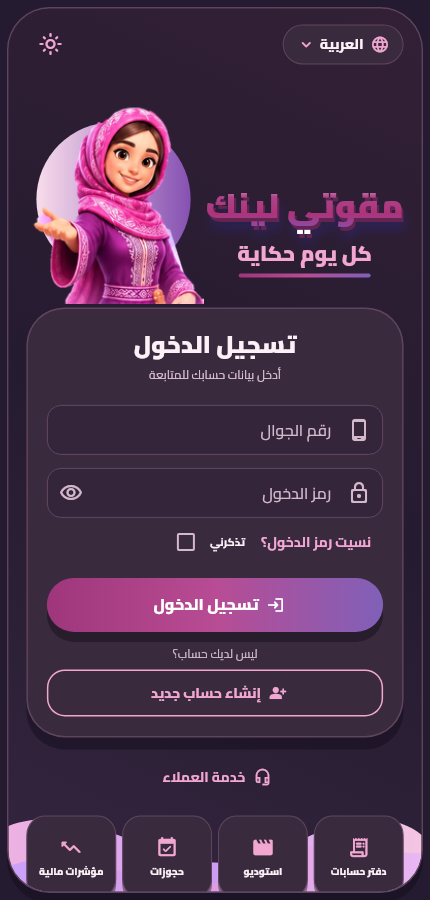 العربية
مقوتي لينك
كل يوم حكاية
تسجيل الدخول
أدخل بيانات حسابك للمتابعة
رقم الجوال
رمز الدخول
نسيت رمز الدخول؟ تذكرني
تسجيل الدخول
ليس لديك حساب؟
إنشاء حساب جديد
خدمة العملاء
دفتر حسابات استوديو حجوزات مؤشرات مالية